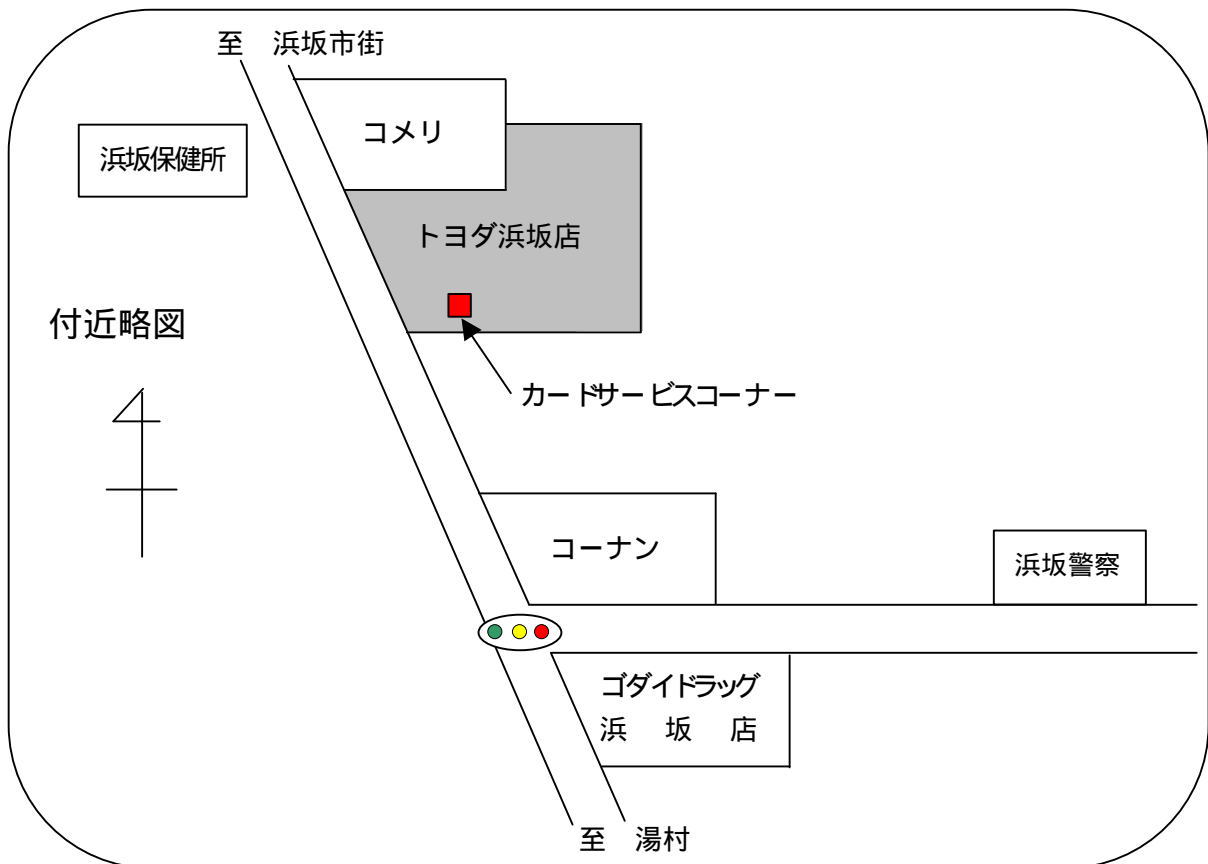 至　浜坂市街
コメリ
浜坂保健所
トヨダ浜坂店
付近略図
カードサービスコーナー
コーナン
浜坂警察
ゴダイドラッグ
浜　坂　店
至　湯村